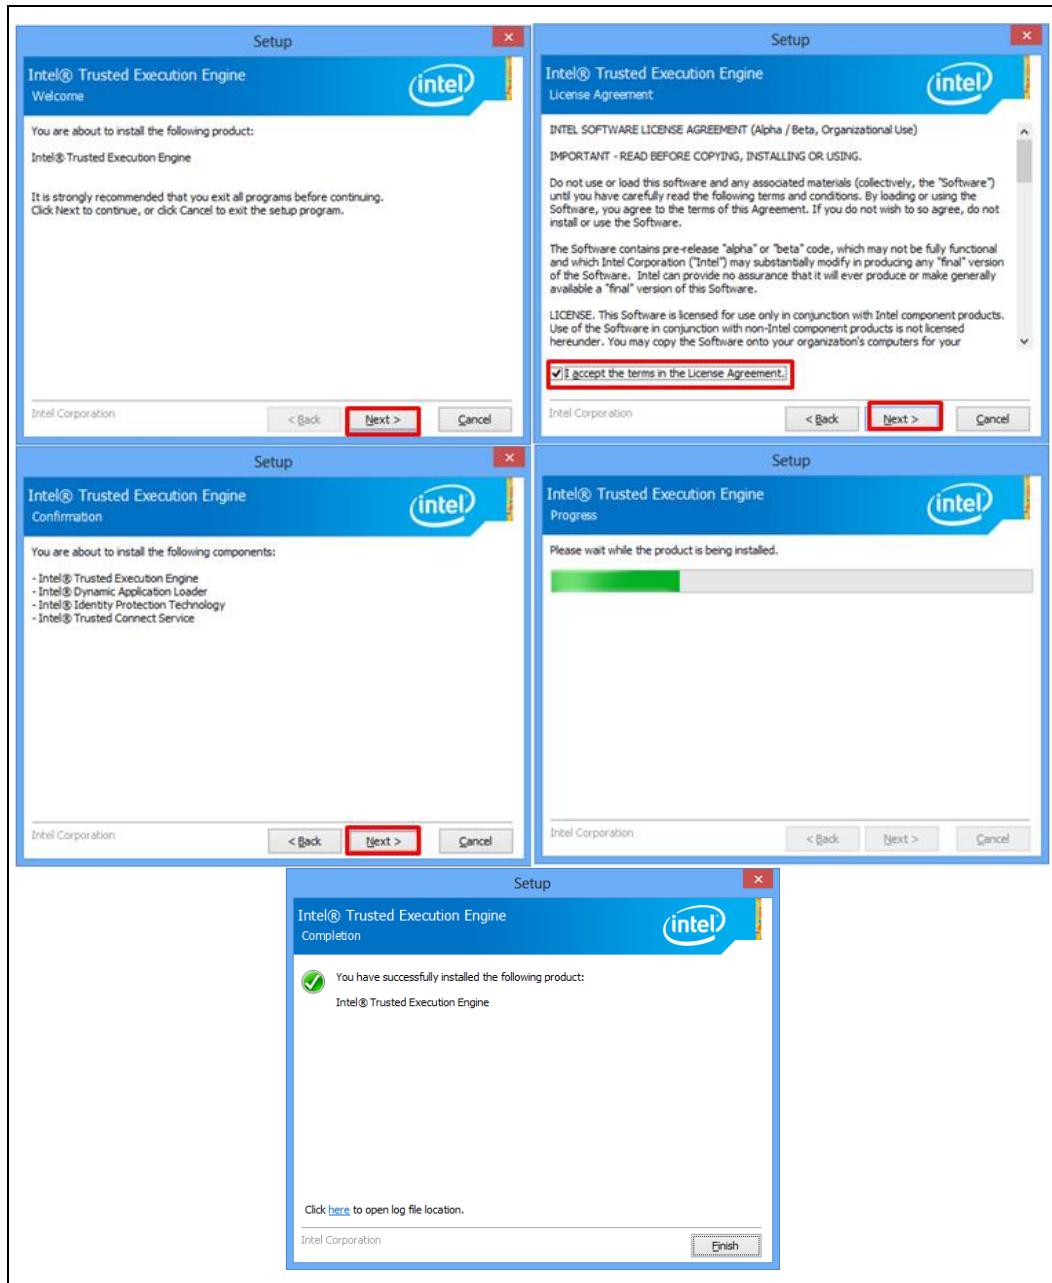 Setup
Intel® Trusted Execution Engine
Welcome
intel
You are about to install the following product:
Intel® Trusted Execution Engine
It is strongly recommended that you exit all programs before continuing.
Click Next to continue, or click Cancel to exit the setup program.
Intel Corporation
< Back
Next >
Cancel
Setup
Intel® Trusted Execution Engine
License Agreement
intel
INTEL SOFTWARE LICENSE AGREEMENT (Alpha / Beta, Organizational Use)
IMPORTANT - READ BEFORE COPYING, INSTALLING OR USING.
Do not use or load this software and any associated materials (collectively, the "Software")
until you have carefully read the following terms and conditions. By loading or using the
Software, you agree to the terms of this Agreement. If you do not wish to so agree, do not
install or use the Software.
The Software contains pre-release "alpha" or "beta" code, which may not be fully functional
and which Intel Corporation ("Intel") may substantially modify in producing any "final" version
of the Software. Intel can provide no assurance that it will ever produce or make generally
available a "final" version of this Software.
LICENSE. This Software is licensed for use only in conjunction with Intel component products.
Use of the Software in conjunction with non-Intel component products is not licensed
hereunder. You may copy the Software onto your organization's computers for your
I accept the terms in the License Agreement.
Intel Corporation
< Back
Next >
Cancel
Setup
Intel® Trusted Execution Engine
Confirmation
intel
You are about to install the following components:
- Intel® Trusted Execution Engine
- Intel® Dynamic Application Loader
- Intel® Identity Protection Technology
- Intel® Trusted Connect Service
Intel Corporation
< Back
Next >
Cancel
Setup
Intel® Trusted Execution Engine
Progress
intel
Please wait while the product is being installed.
Intel Corporation
< Back
Next >
Cancel
Setup
Intel® Trusted Execution Engine
Completion
intel
You have successfully installed the following product:
Intel® Trusted Execution Engine
Click here to open log file location.
Intel Corporation
Finish